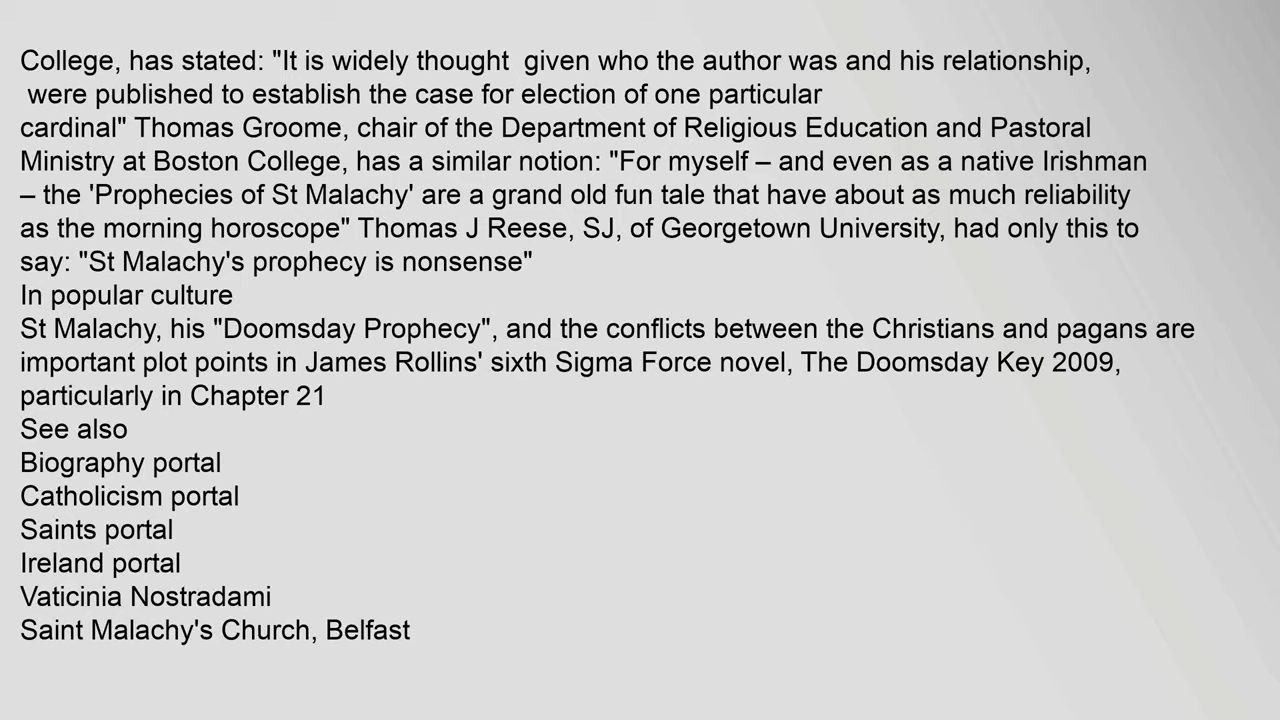 College, has stated: "It is widely thought  given who the author was and his relationship,
were published to establish the case for election of one particular
cardinal" Thomas Groome, chair of the Department of Religious Education and Pastoral
Ministry at Boston College, has a similar notion: "For myself – and even as a native Irishman
– the 'Prophecies of St Malachy' are a grand old fun tale that have about as much reliability
as the morning horoscope" Thomas J Reese, SJ, of Georgetown University, had only this to
say: "St Malachy's prophecy is nonsense"
In popular culture
St Malachy, his "Doomsday Prophecy", and the conflicts between the Christians and pagans are
important plot points in James Rollins' sixth Sigma Force novel, The Doomsday Key 2009,
particularly in Chapter 21
See also
Biography portal
Catholicism portal
Saints portal
Ireland portal
Vaticinia Nostradami
Saint Malachy's Church, Belfast